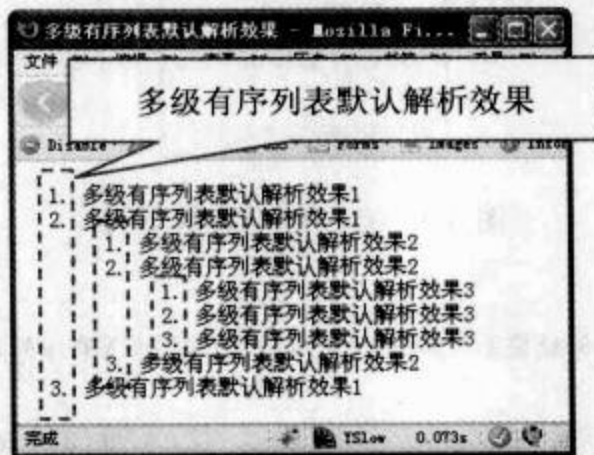 多级有序列表默认解析效果 - Mozilla Fi...
文件
多级有序列表默认解析效果
Disable Forms Images Infor
1. 多级有序列表默认解析效果1
2. 多级有序列表默认解析效果1
1. 多级有序列表默认解析效果2
2. 多级有序列表默认解析效果2
1. 多级有序列表默认解析效果3
2. 多级有序列表默认解析效果3
3. 多级有序列表默认解析效果3
3. 多级有序列表默认解析效果2
3. 多级有序列表默认解析效果1
完成 YSlow 0.073s